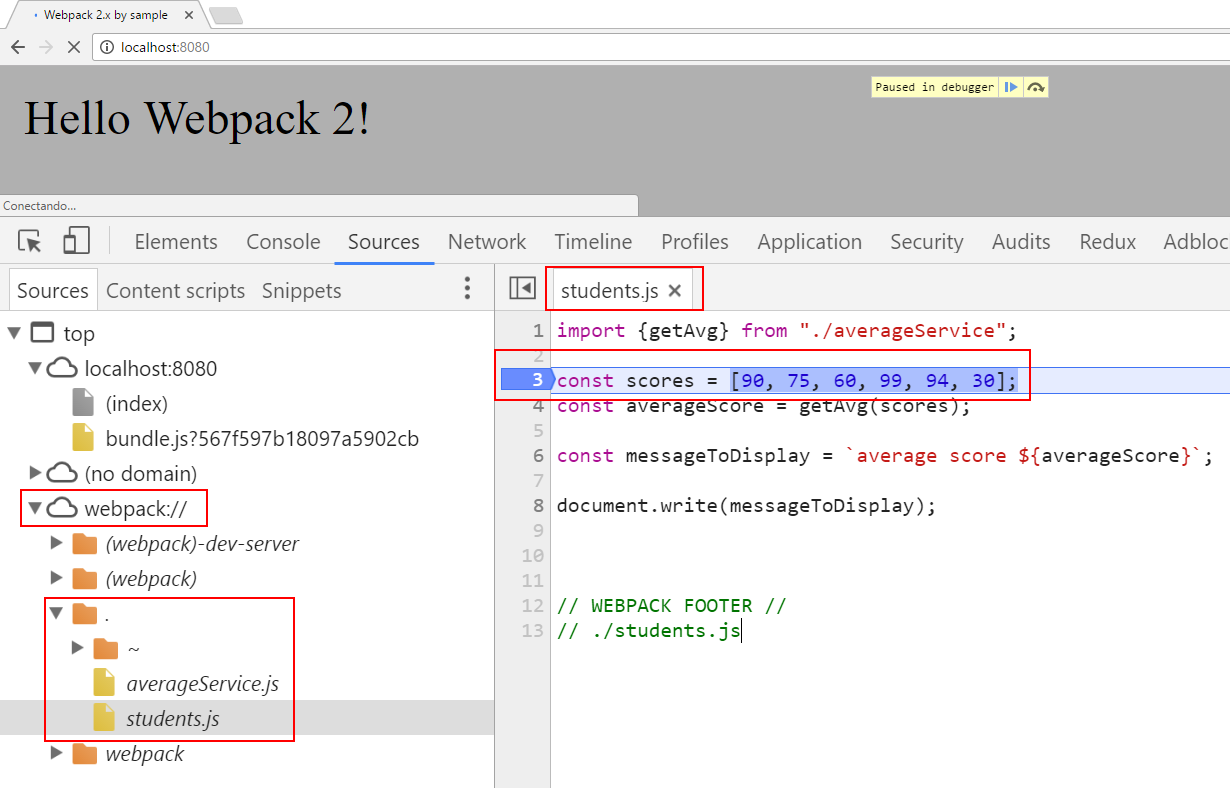 Webpack 2.x by sample
localhost:8080
Paused in debugger
Hello Webpack 2!
Conectando...
Elements Console Sources Network Timeline Profiles Application Security Audits Redux Adbloc
Sources Content scripts Snippets
top
localhost:8080
(index)
bundle.js?567f597b18097a5902cb
(no domain)
webpack://
(webpack)-dev-server
(webpack)
.
~
averageService.js
students.js
webpack
students.js
1 import {getAvg} from "./averageService";
2
3 const scores = [90, 75, 60, 99, 94, 30];
4 const averageScore = getAvg(scores);
5
6 const messageToDisplay = `average score ${averageScore}`;
7
8 document.write(messageToDisplay);
9
10
11
12 // WEBPACK FOOTER //
13 // ./students.js